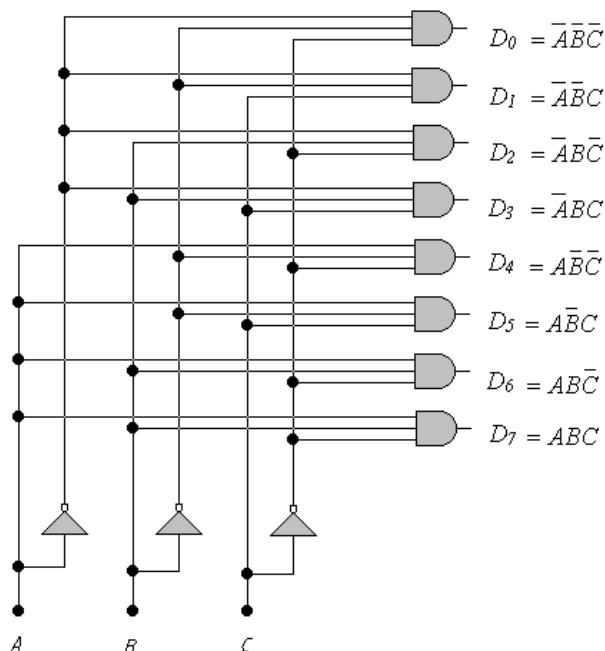 D₀ = A̅B̅C̅
D₁ = A̅B̅C
D₂ = A̅BC̅
D₃ = A̅BC
D₄ = AB̅C̅
D₅ = AB̅C
D₆ = ABC̅
D₇ = ABC
A B C